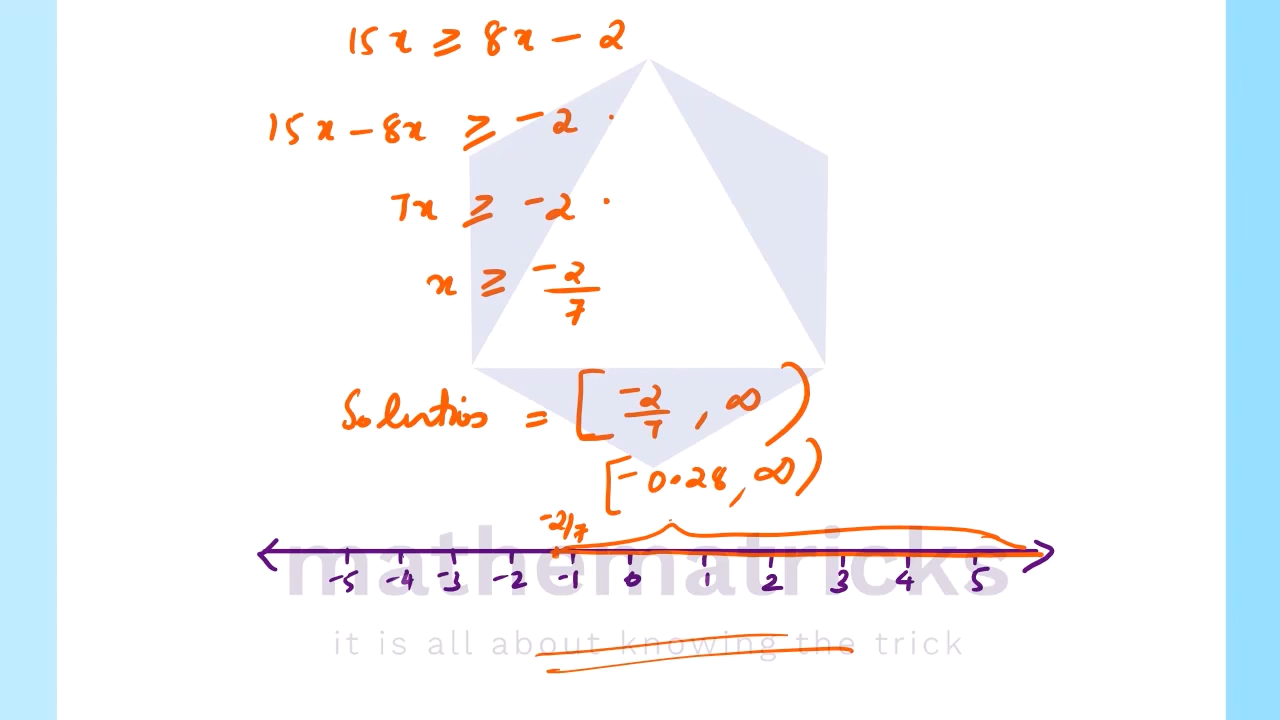 15x ≥ 8x - 2
15x - 8x ≥ -2
7x ≥ -2
x ≥ -2/7
Solution = [-2/7, ∞)
[-0.28, ∞)
-2/7
-5 -4 -3 -2 -1 0 1 2 3 4 5
mathematricks
it is all about knowing the trick